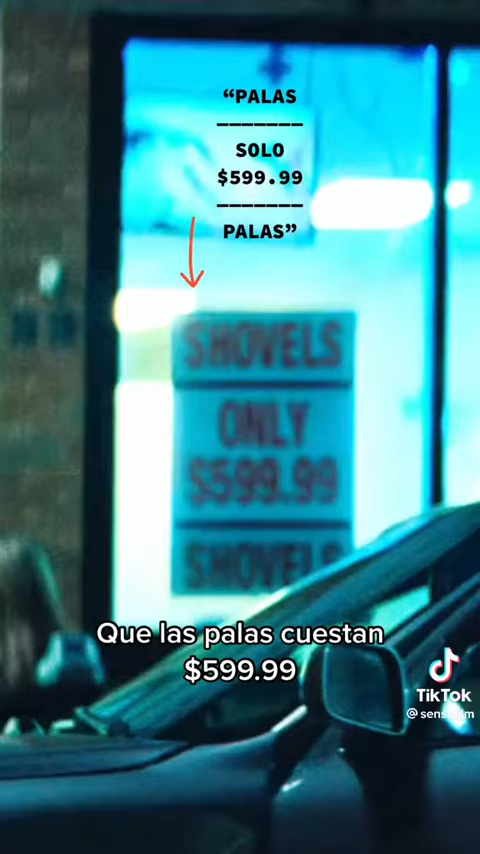 “PALAS
———————
SOLO
$599.99
———————
PALAS”
SHOVELS
ONLY
$599.99
SHOVELS
Que las palas cuestan
$599.99
TikTok